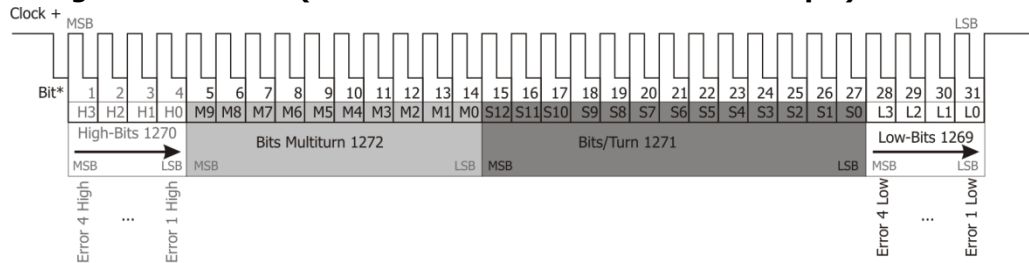 Clock +
MSB LSB
Bit* 1 2 3 4 5 6 7 8 9 10 11 12 13 14 15 16 17 18 19 20 21 22 23 24 25 26 27 28 29 30 31
H3 H2 H1 H0 M9 M8 M7 M6 M5 M4 M3 M2 M1 M0 S12 S11 S10 S9 S8 S7 S6 S5 S4 S3 S2 S1 S0 L3 L2 L1 L0
High-Bits 1270 Bits Multiturn 1272 Bits/Turn 1271 Low-Bits 1269
MSB LSB MSB LSB MSB LSB MSB LSB
Error 4 High ... Error 1 High Error 4 Low ... Error 1 Low